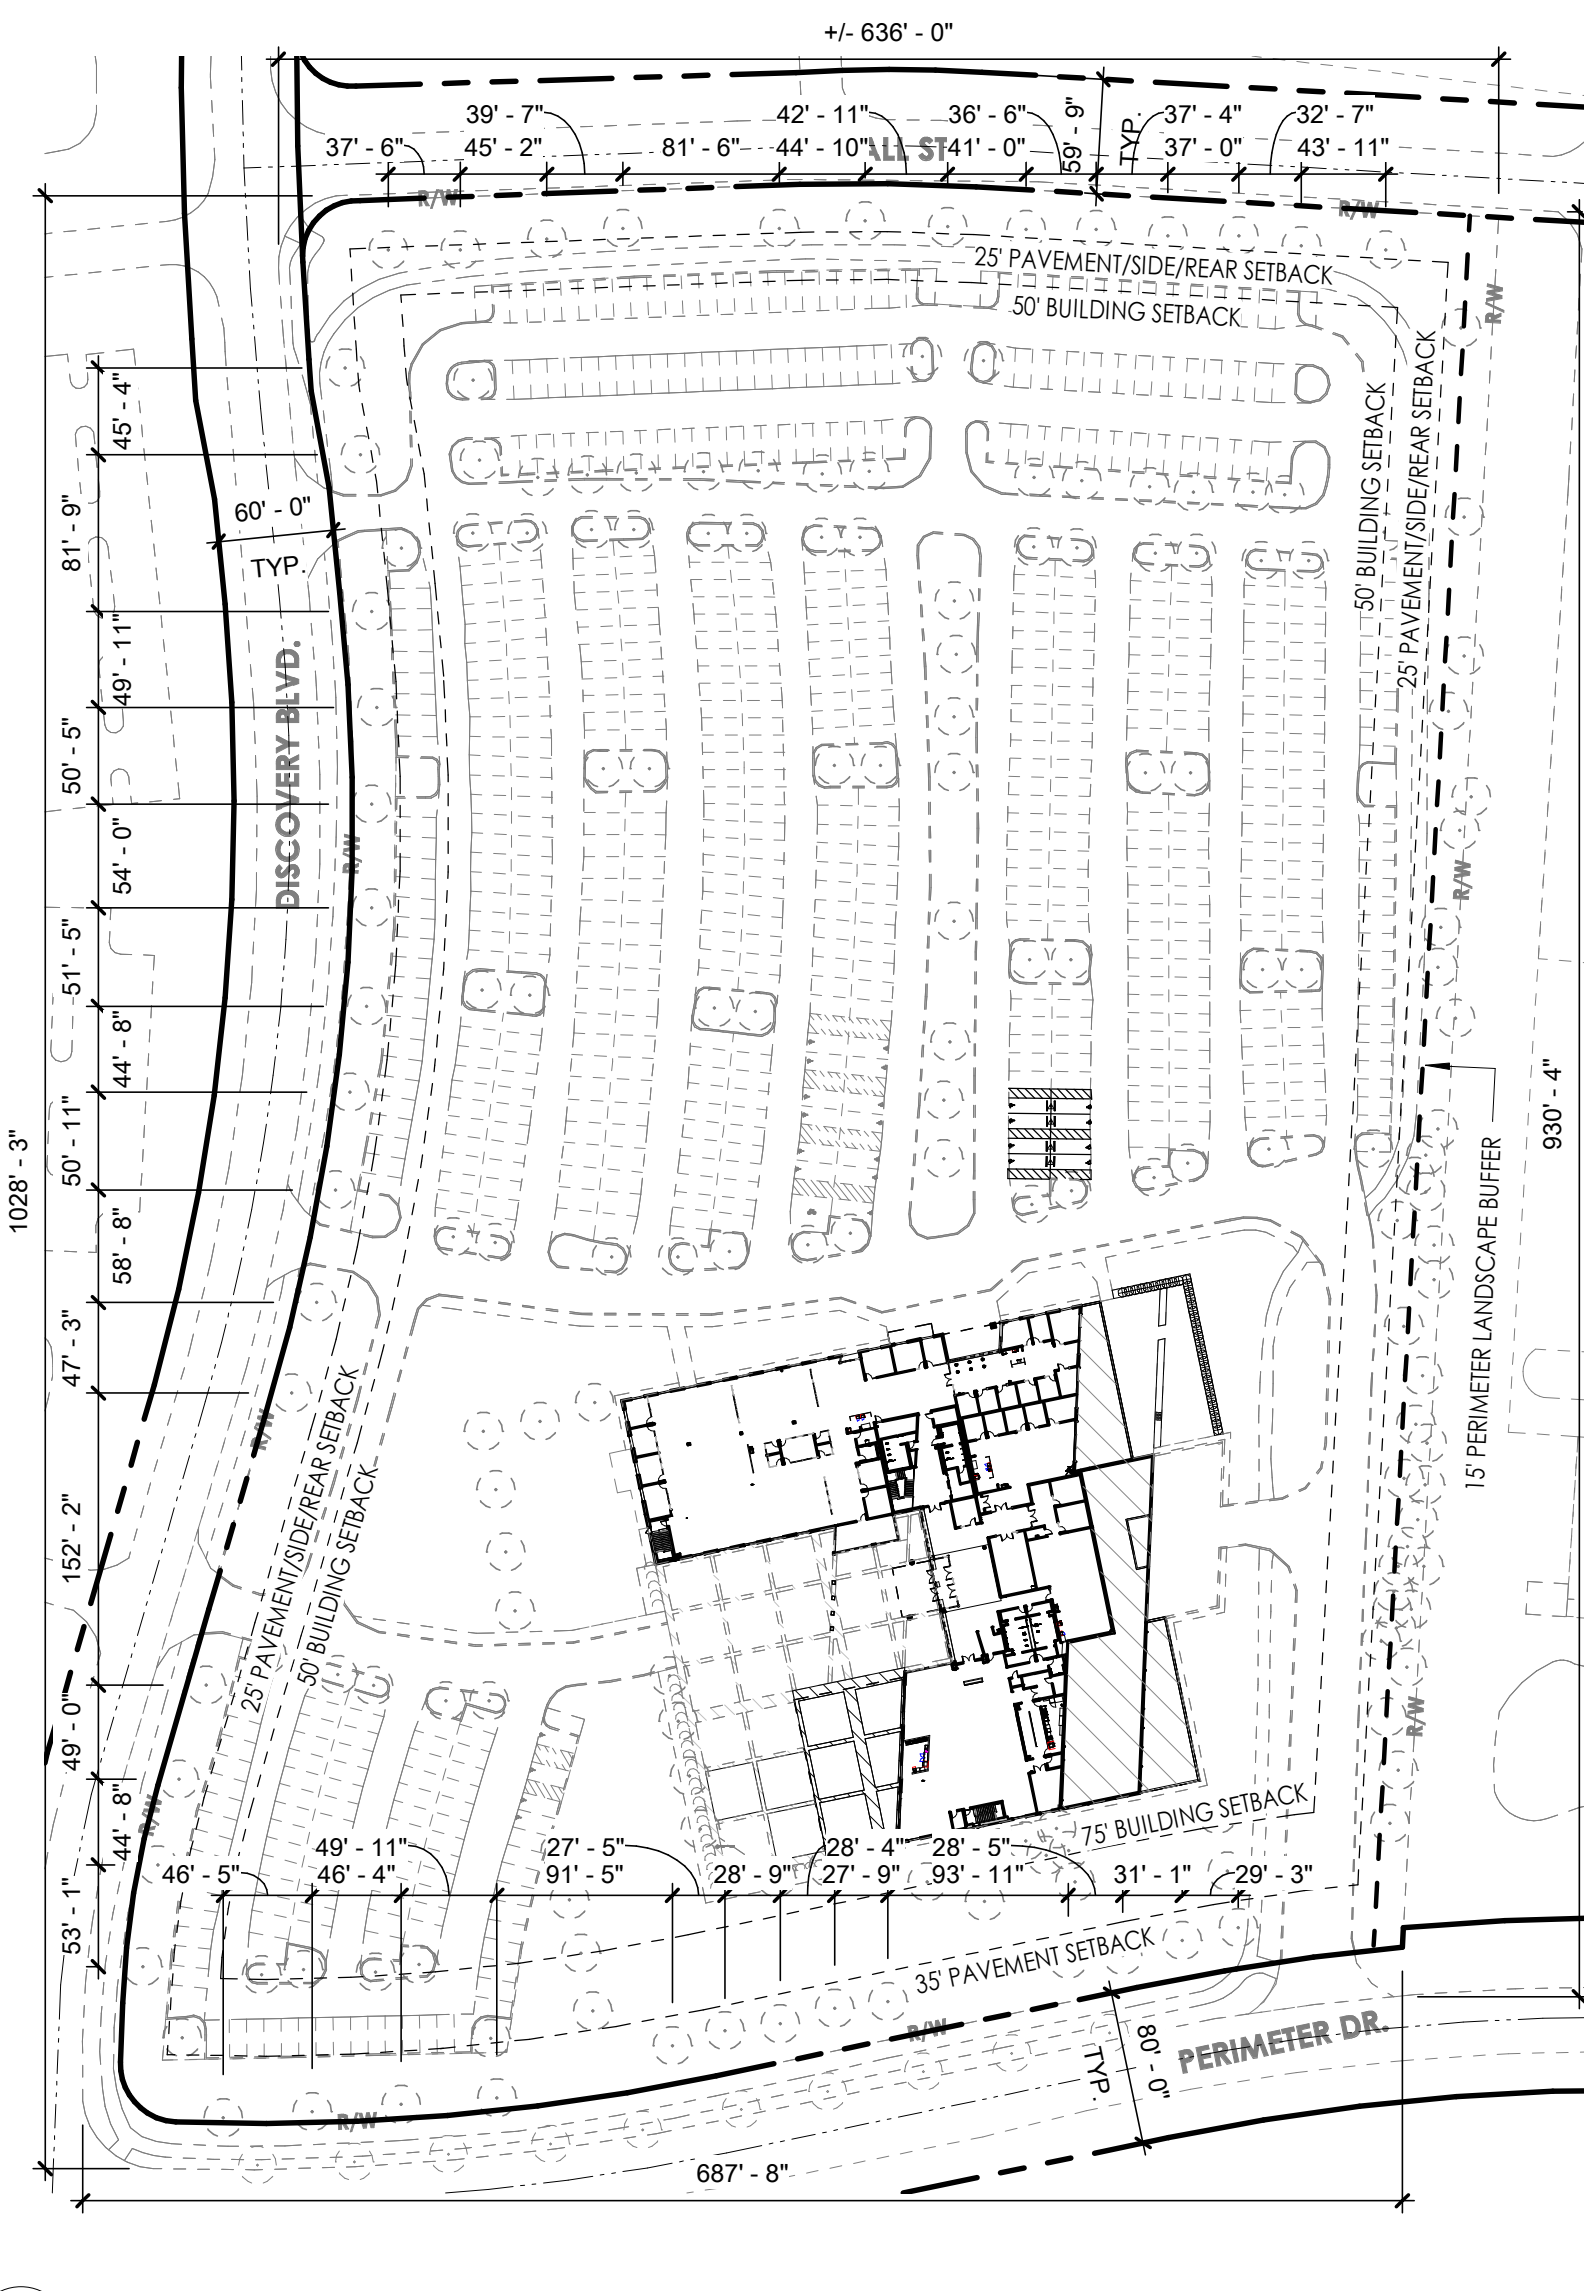 +/- 636' - 0"
39' - 7"
42' - 11"
36' - 6"
59' - 9"
TYP.
37' - 4"
32' - 7"
37' - 6"
45' - 2"
81' - 6"
44' - 10"
ALL ST
41' - 0"
37' - 0"
43' - 11"
R/W
R/W
25' PAVEMENT/SIDE/REAR SETBACK
50' BUILDING SETBACK
R/W
45' - 4"
50' BUILDING SETBACK
25' PAVEMENT/SIDE/REAR SETBACK
81' - 9"
60' - 0"
TYP.
49' - 11"
DISCOVERY BLVD.
50' - 5"
54' - 0"
R/W
R/W
51' - 5"
44' - 8"
930' - 4"
50' - 11"
1028' - 3"
15' PERIMETER LANDSCAPE BUFFER
58' - 8"
47' - 3"
R/W
25' PAVEMENT/SIDE/REAR SETBACK
50' BUILDING SETBACK
152' - 2"
49' - 0"
R/W
44' - 8"
R/W
75' BUILDING SETBACK
49' - 11"
27' - 5"
28' - 4"
28' - 5"
46' - 5"
46' - 4"
91' - 5"
28' - 9"
27' - 9"
93' - 11"
31' - 1"
29' - 3"
53' - 1"
35' PAVEMENT SETBACK
R/W
80' - 0"
TYP.
PERIMETER DR.
R/W
687' - 8"